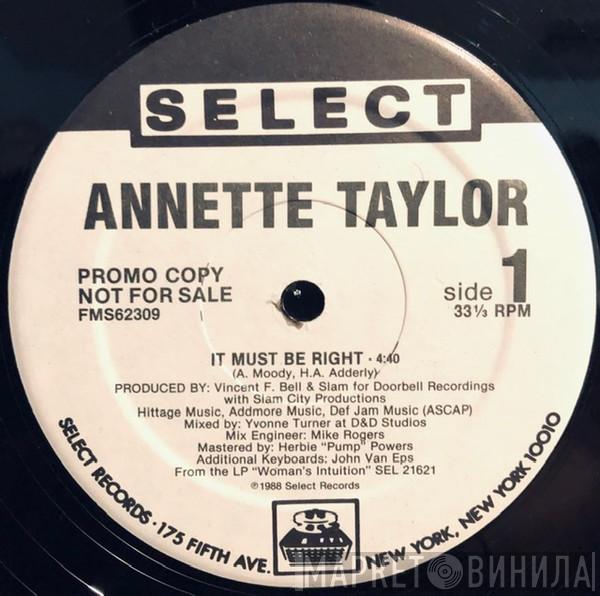 SELECT
ANNETTE TAYLOR
PROMO COPY
NOT FOR SALE
FMS62309
side 1
33⅓ RPM
IT MUST BE RIGHT - 4:40
(A. Moody, H.A. Adderly)
PRODUCED BY: Vincent F. Bell & Slam for Doorbell Recordings
with Slam City Productions
Hittage Music, Addmore Music, Def Jam Music (ASCAP)
Mixed by: Yvonne Turner at D&D Studios
Mix Engineer: Mike Rogers
Mastered by: Herbie "Pump" Powers
Additional Keyboards: John Van Eps
From the LP "Woman's Intuition" SEL 21621
℗1988 Select Records
SELECT RECORDS · 175 FIFTH AVE. NEW YORK, NEW YORK 10010
МАРКЕТ ВИНИЛА